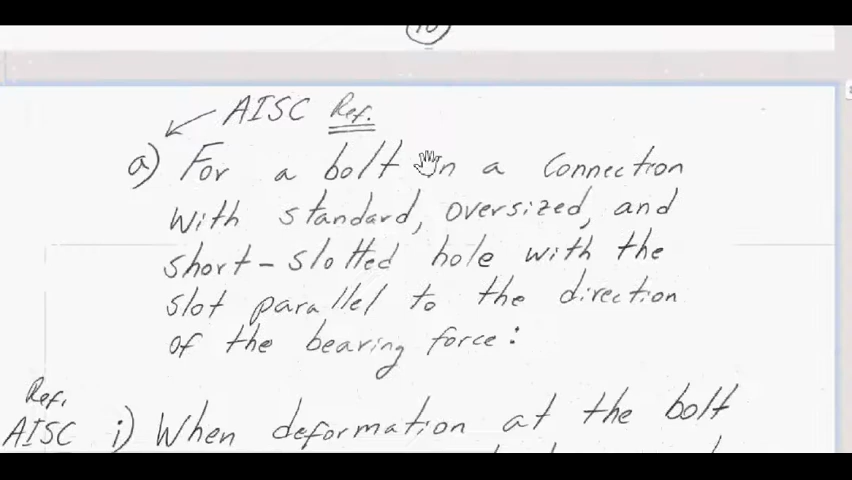 AISC Ref.
a) For a bolt in a connection
with standard, oversized, and
short-slotted hole with the
slot parallel to the direction
of the bearing force:
Ref.
AISC i) When deformation at the bolt